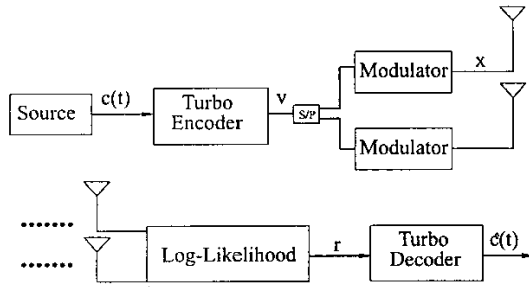 Source
c(t)
Turbo
Encoder
v
S/P
Modulator
x
Modulator
Log-Likelihood
r
Turbo
Decoder
ĉ(t)